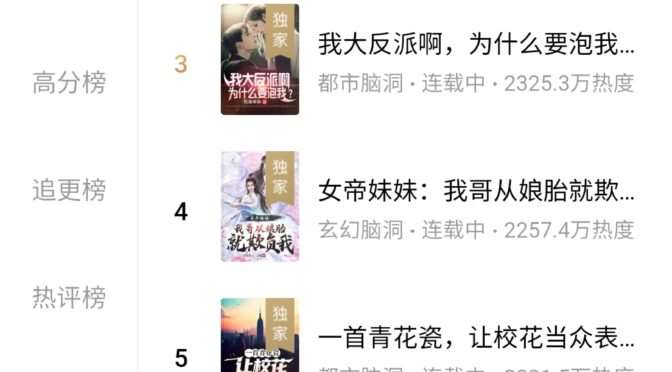 高分榜
追更榜
热评榜
3
独家
我大反派啊
为什么要泡我?
我大反派啊，为什么要泡我...
都市脑洞·连载中·2325.3万热度
4
独家
我哥从娘胎
就欺负我
女帝妹妹：我哥从娘胎就欺...
玄幻脑洞·连载中·2257.4万热度
5
独家
一首青花瓷
让校花
一首青花瓷，让校花当众表...